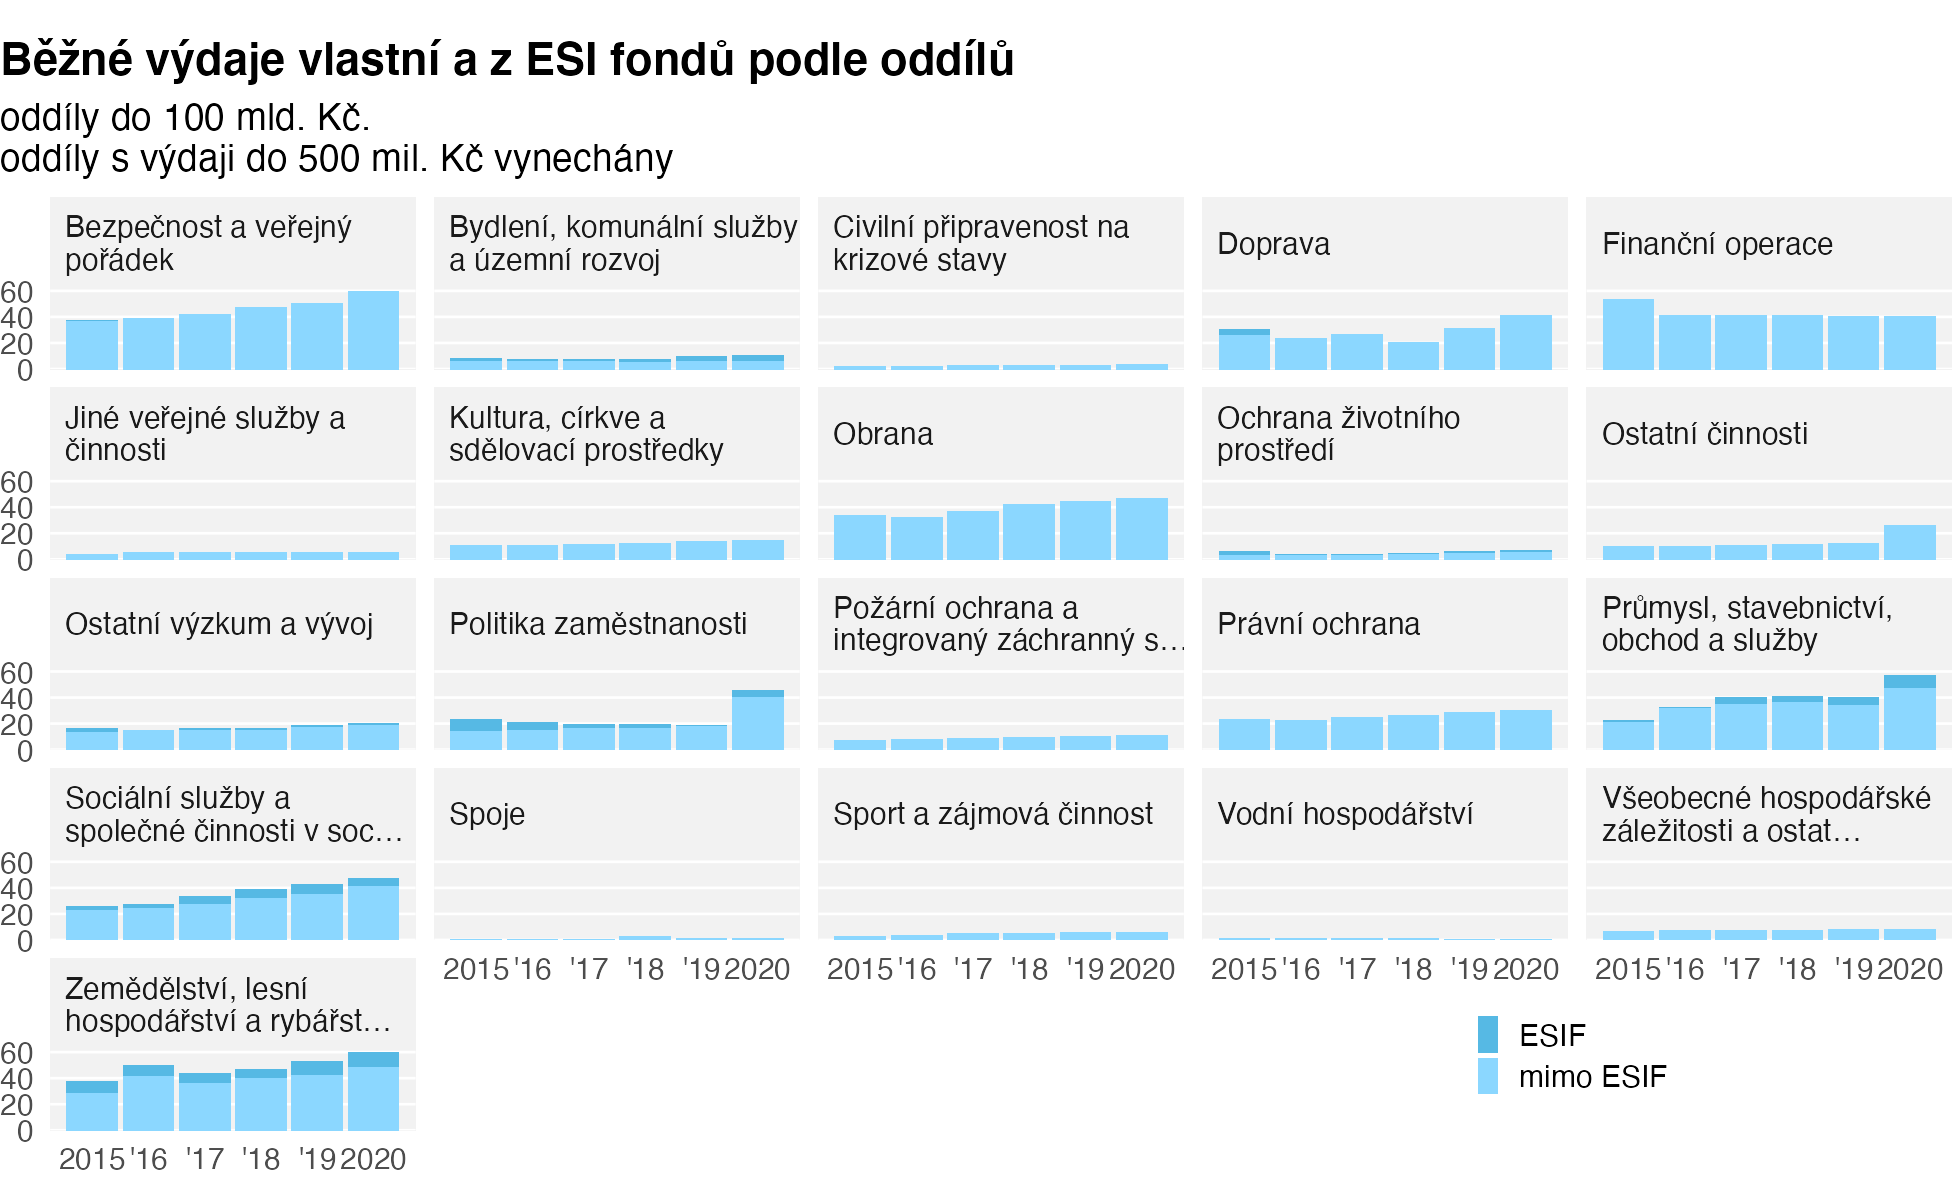 Běžné výdaje vlastní a z ESI fondů podle oddílů
oddíly do 100 mld. Kč.
oddíly s výdaji do 500 mil. Kč vynechány
Bezpečnost a veřejný
pořádek
Bydlení, komunální služby
a územní rozvoj
Civilní připravenost na
krizové stavy
Doprava
Finanční operace
60
40
20
0
Jiné veřejné služby a
činnosti
Kultura, církve a
sdělovací prostředky
Obrana
Ochrana životního
prostředí
Ostatní činnosti
60
40
20
0
Ostatní výzkum a vývoj
Politika zaměstnanosti
Požární ochrana a
integrovaný záchranný s…
Právní ochrana
Průmysl, stavebnictví,
obchod a služby
60
40
20
0
Sociální služby a
společné činnosti v soc…
Spoje
Sport a zájmová činnost
Vodní hospodářství
Všeobecné hospodářské
záležitosti a ostat…
60
40
20
0
2015 '16 '17 '18 '19 2020
2015 '16 '17 '18 '19 2020
2015 '16 '17 '18 '19 2020
2015 '16 '17 '18 '19 2020
Zemědělství, lesní
hospodářství a rybářst…
60
40
20
0
2015 '16 '17 '18 '19 2020
ESIF
mimo ESIF